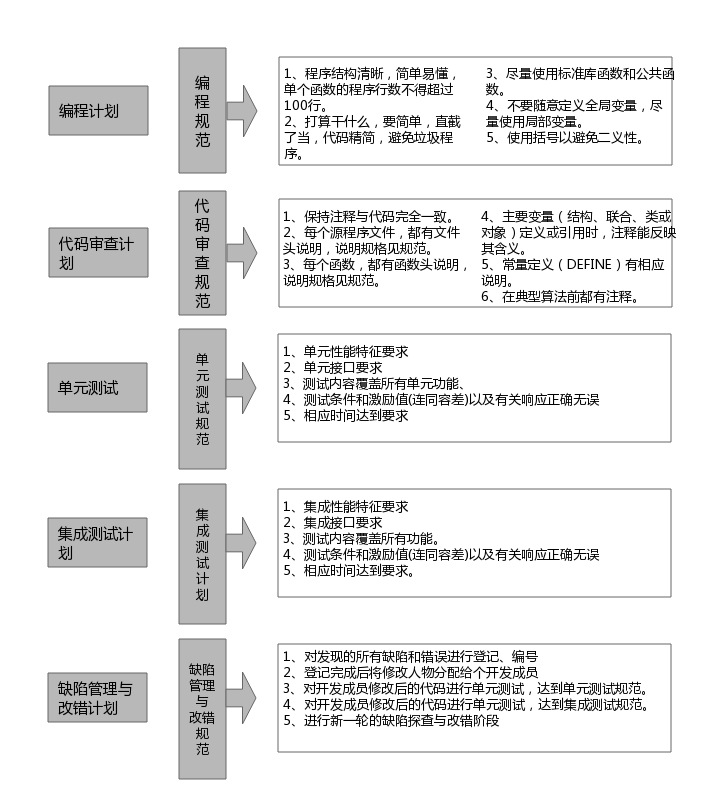 编程计划
编
程
规
范
1、程序结构清晰，简单易懂，
单个函数的程序行数不得超过
100行。
2、打算干什么，要简单，直截
了当，代码精简，避免垃圾程
序。
3、尽量使用标准库函数和公共函
数。
4、不要随意定义全局变量，尽
量使用局部变量。
5、使用括号以避免二义性。
代码审查计
划
代
码
审
查
规
范
1、保持注释与代码完全一致。
2、每个源程序文件，都有文件
头说明，说明规格见规范。
3、每个函数，都有函数头说明，
说明规格见规范。
4、主要变量（结构、联合、类或
对象）定义或引用时，注释能反映
其含义。
5、常量定义（DEFINE）有相应
说明。
6、在典型算法前都有注释。
单元测试
单
元
测
试
规
范
1、单元性能特征要求
2、单元接口要求
3、测试内容覆盖所有单元功能、
4、测试条件和激励值(连同容差)以及有关响应正确无误
5、相应时间达到要求
集成测试计
划
集
成
测
试
计
划
1、集成性能特征要求
2、集成接口要求
3、测试内容覆盖所有功能。
4、测试条件和激励值(连同容差)以及有关响应正确无误
5、相应时间达到要求。
缺陷管理与
改错计划
缺陷
管理
与
改错
规
范
1、对发现的所有缺陷和错误进行登记、编号
2、登记完成后将修改人物分配给个开发成员
3、对开发成员修改后的代码进行单元测试，达到单元测试规范。
4、对开发成员修改后的代码进行单元测试，达到集成测试规范。
5、进行新一轮的缺陷探查与改错阶段